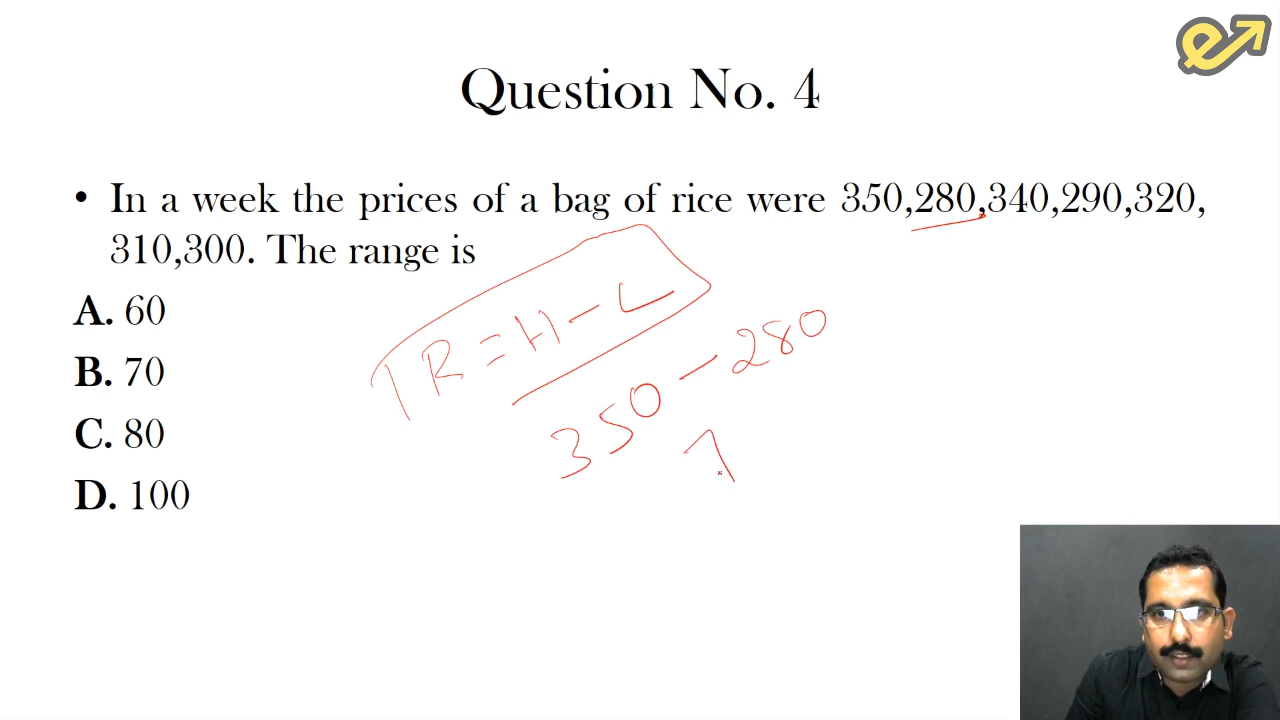 Question No. 4
• In a week the prices of a bag of rice were 350,280,340,290,320,
310,300. The range is
A. 60
B. 70
C. 80
D. 100
R = H - L
350 - 280
7